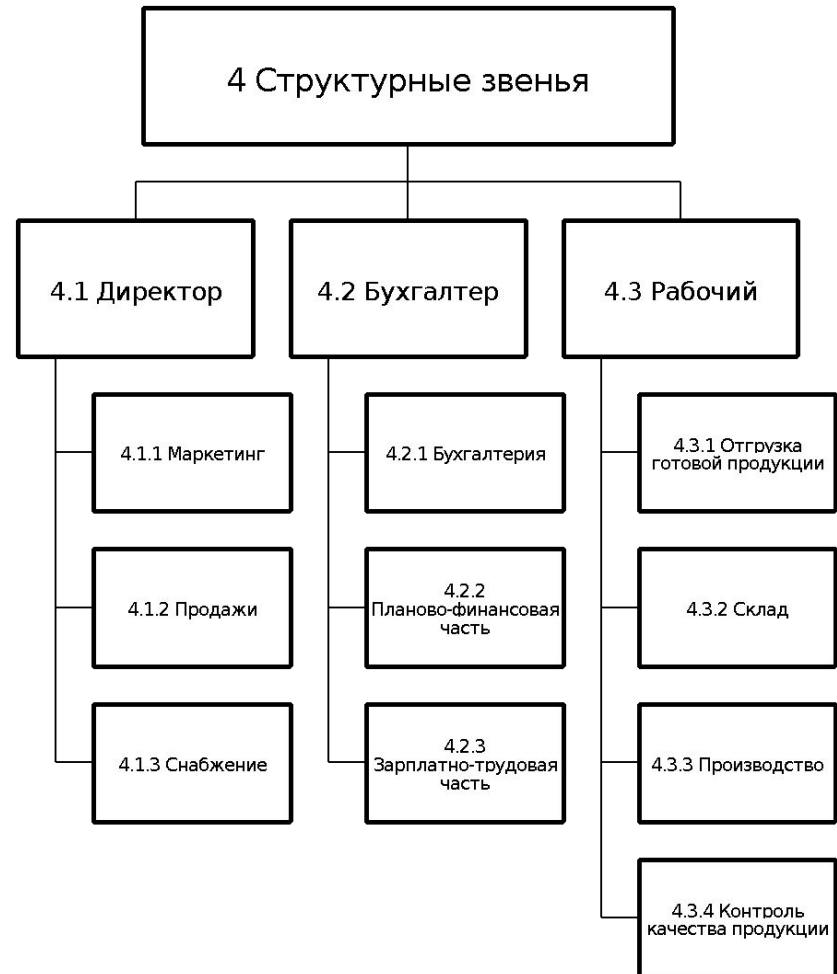 4 Структурные звенья
4.1 Директор
4.2 Бухгалтер
4.3 Рабочий
4.1.1 Маркетинг
4.2.1 Бухгалтерия
4.3.1 Отгрузка
готовой продукции
4.1.2 Продажи
4.2.2
Планово-финансовая
часть
4.3.2 Склад
4.1.3 Снабжение
4.2.3
Зарплатно-трудовая
часть
4.3.3 Производство
4.3.4 Контроль
качества продукции